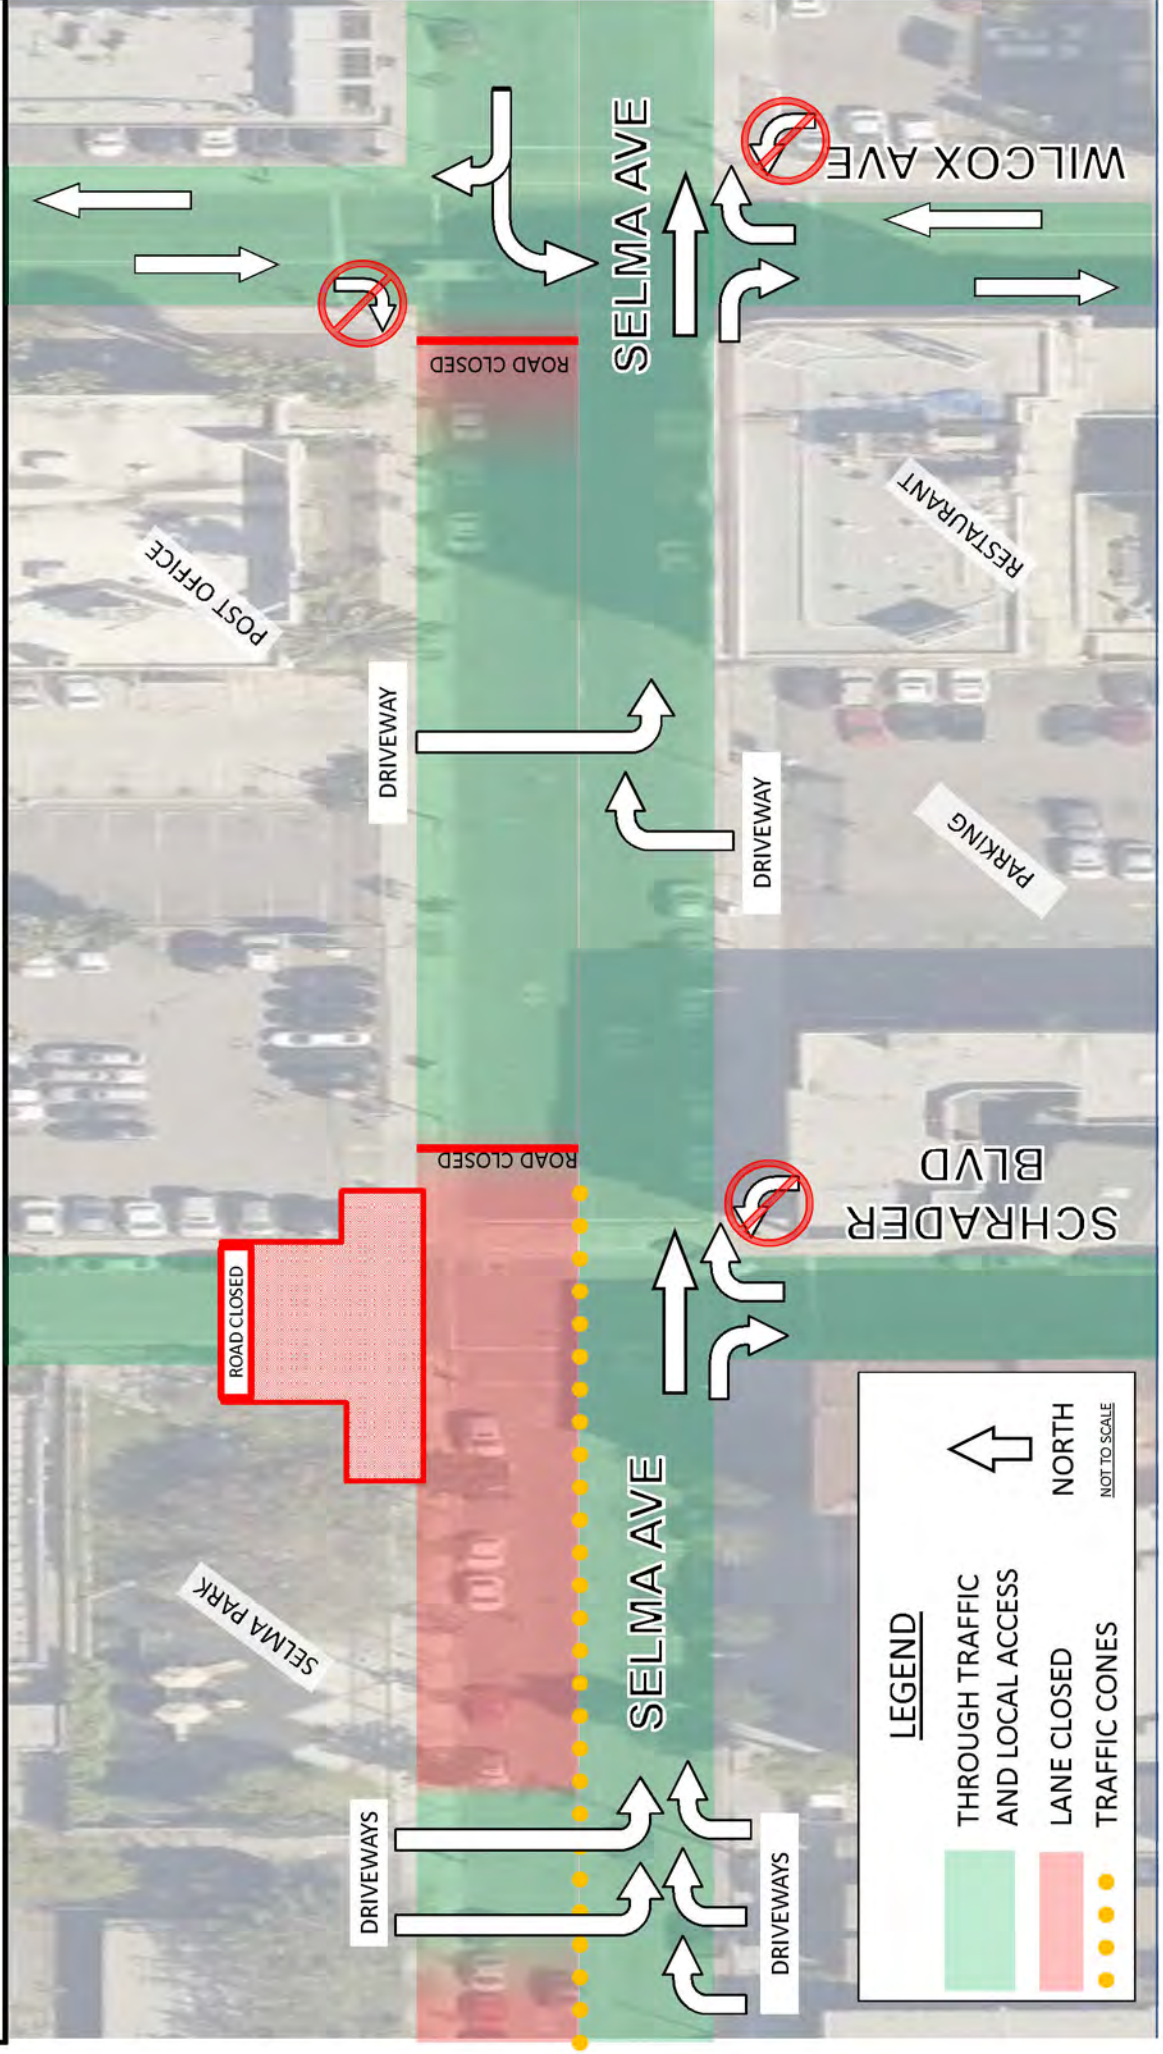 SELMA AVE
WILCOX AVE
ROAD CLOSED
POST OFFICE
RESTAURANT
DRIVEWAY
DRIVEWAY
PARKING
ROAD CLOSED
ROAD CLOSED
SCHRADER
BLVD
SELMA PARK
SELMA AVE
DRIVEWAYS
DRIVEWAYS
LEGEND
THROUGH TRAFFIC
AND LOCAL ACCESS
LANE CLOSED
TRAFFIC CONES
NORTH
NOT TO SCALE